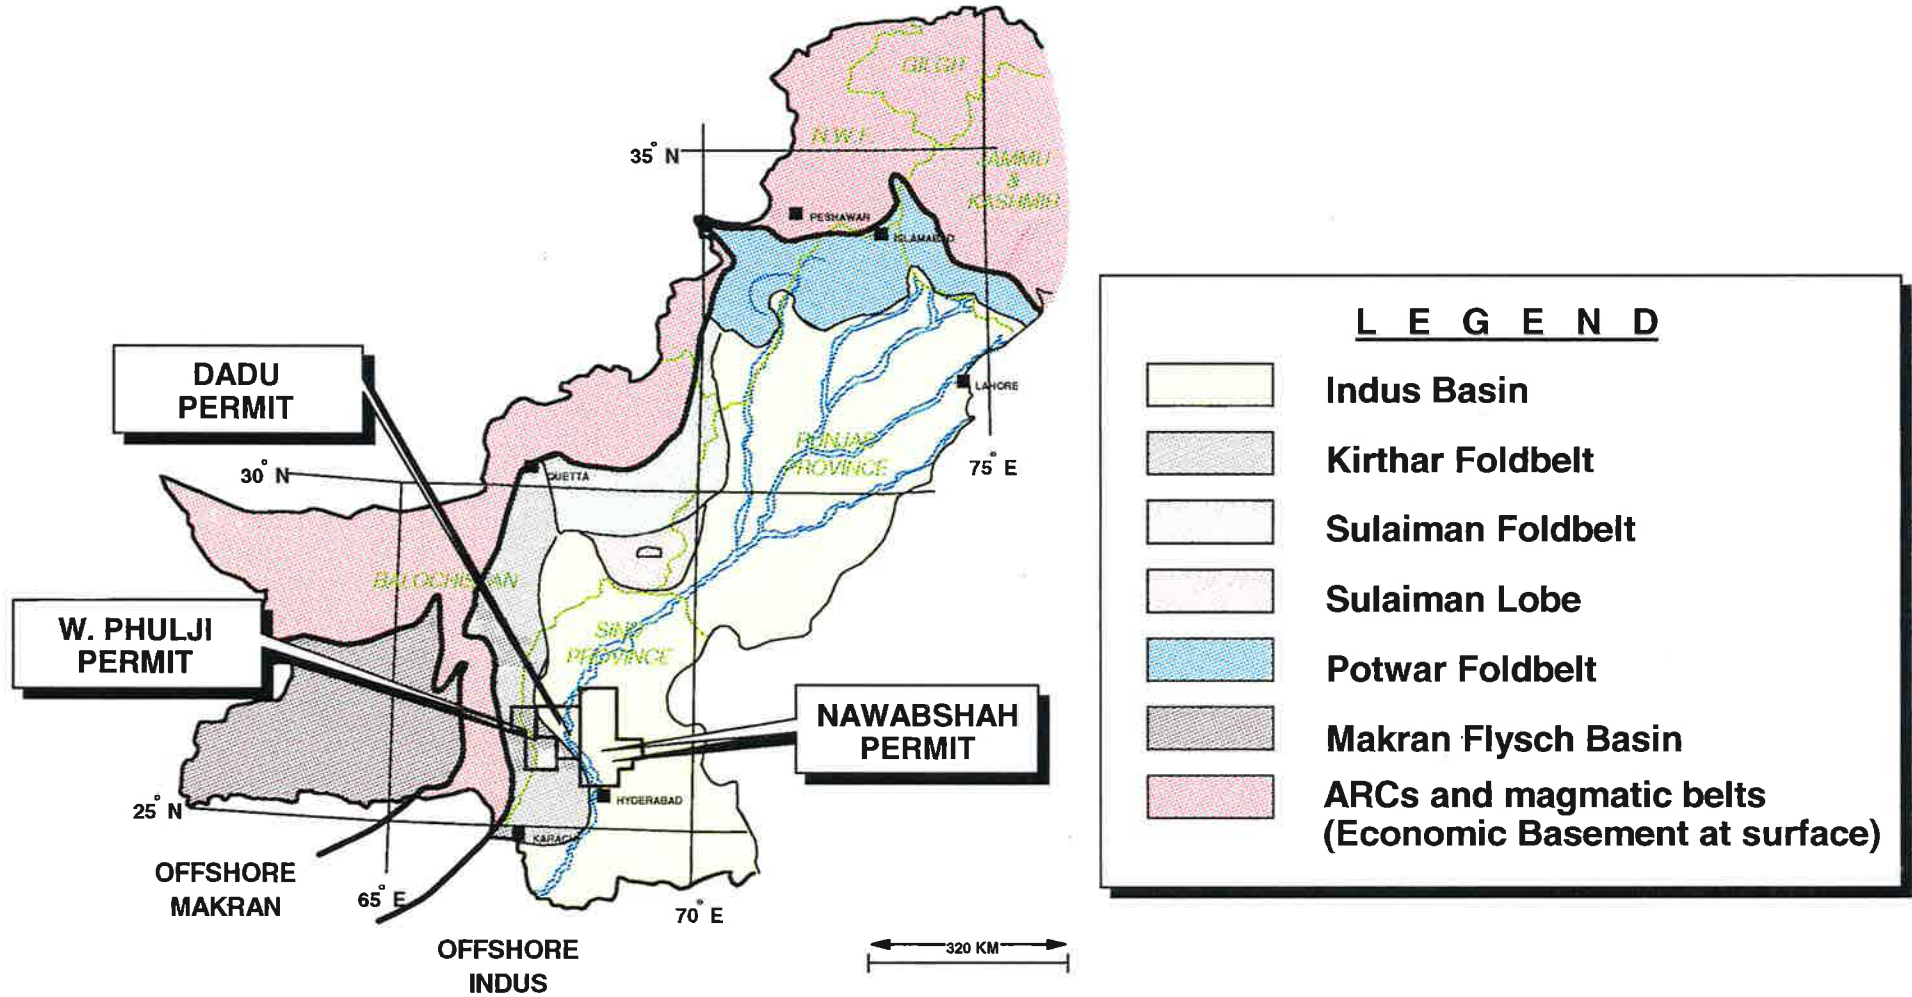 GILGIT
N.W.F.
35° N
JAMMU
&
KASHMIR
PESHAWAR
ISLAMABAD
DADU
PERMIT
LAHORE
PUNJAB
PROVINCE
75° E
30° N
QUETTA
BALOCHISTAN
W. PHULJI
PERMIT
SIND
PROVINCE
NAWABSHAH
PERMIT
25° N
HYDERABAD
KARACHI
OFFSHORE
MAKRAN
65° E
70° E
OFFSHORE
INDUS
320 KM
LEGEND
Indus Basin
Kirthar Foldbelt
Sulaiman Foldbelt
Sulaiman Lobe
Potwar Foldbelt
Makran Flysch Basin
ARCs and magmatic belts
(Economic Basement at surface)